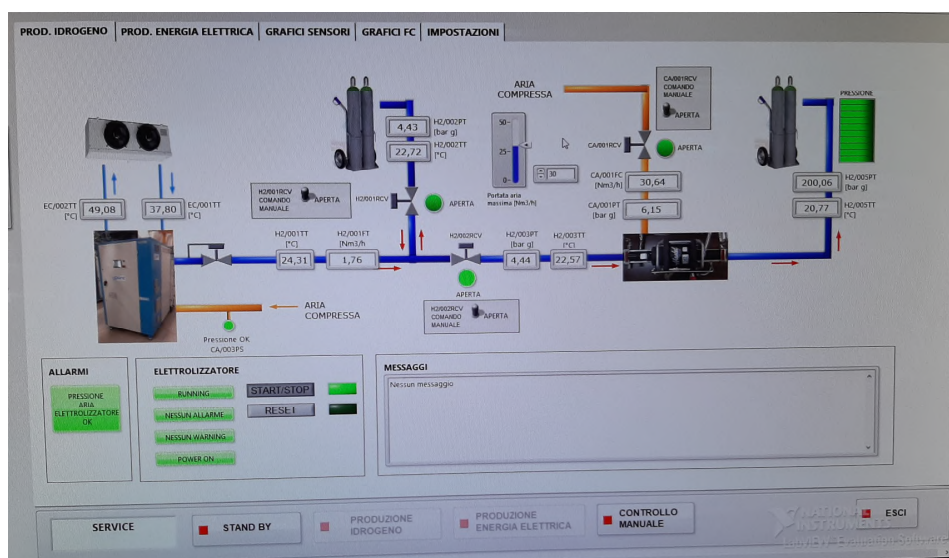 PROD. IDROGENO
PROD. ENERGIA ELETTRICA
GRAFICI SENSORI
GRAFICI FC
IMPOSTAZIONI
ARIA
COMPRESSA
CA/001RCV
COMANDO
MANUALE
APERTA
PRESSIONE
4,43
H2/002PT
[bar g]
22,72
H2/002TT
[°C]
50-
25-
0-
30
Portata aria
massima [Nm3/h]
CA/001RCV
APERTA
CA/001FC
[Nm3/h]
30,64
CA/001PT
[bar g]
6,15
200,06
H2/005PT
[bar g]
20,77
H2/005TT
[°C]
EC/002TT
[°C]
49,08
37,80
EC/001TT
[°C]
H2/001RCV
COMANDO
MANUALE
APERTA
H2/001RCV
APERTA
H2/001TT
[°C]
24,31
H2/001FT
[Nm3/h
1,76
H2/002RCV
APERTA
H2/003PT
[bar g]
4,44
H2/003TT
[°C]
22,57
H2/002RCV
COMANDO
MANUALE
APERTA
ARIA
COMPRESSA
Pressione OK
CA/003PS
ALLARMI
PRESSIONE
ARIA
ELETTROLIZZATORE
OK
ELETTROLIZZATORE
RUNNING
START/STOP
NESSUN ALLARME
RESET
NESSUN WARNING
POWER ON
MESSAGGI
Nessun messaggio
SERVICE
STAND BY
PRODUZIONE
IDROGENO
PRODUZIONE
ENERGIA ELETTRICA
CONTROLLO
MANUALE
ESCI
NATIONAL
INSTRUMENTS
LabVIEW Evaluation Software